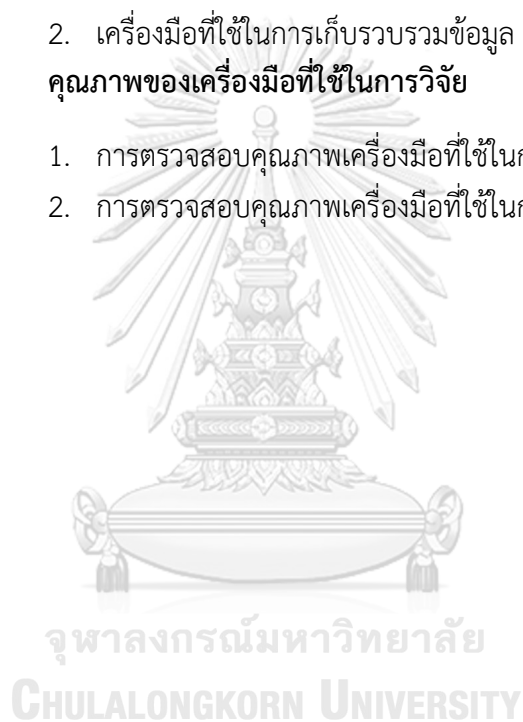 2. เครื่องมือที่ใช้ในการเก็บรวบรวมข้อมูล
คุณภาพของเครื่องมือที่ใช้ในการวิจัย
1. การตรวจสอบคุณภาพเครื่องมือที่ใช้ใน
2. การตรวจสอบคุณภาพเครื่องมือที่ใช้ใน
จุฬาลงกรณ์มหาวิทยาลัย
CHULALONGKORN UNIVERSITY